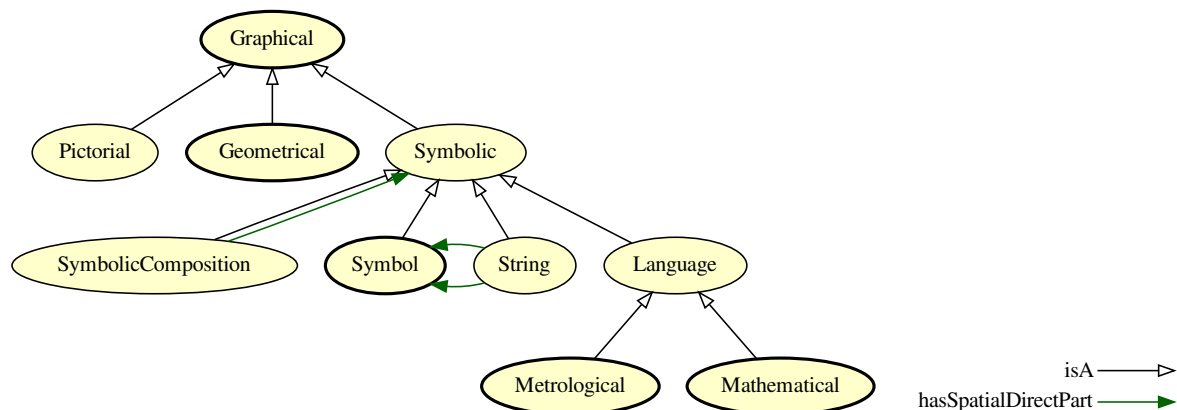 Graphical
Pictorial
Geometrical
Symbolic
SymbolicComposition
Symbol
String
Language
Metrological
Mathematical
isA
hasSpatialDirectPart